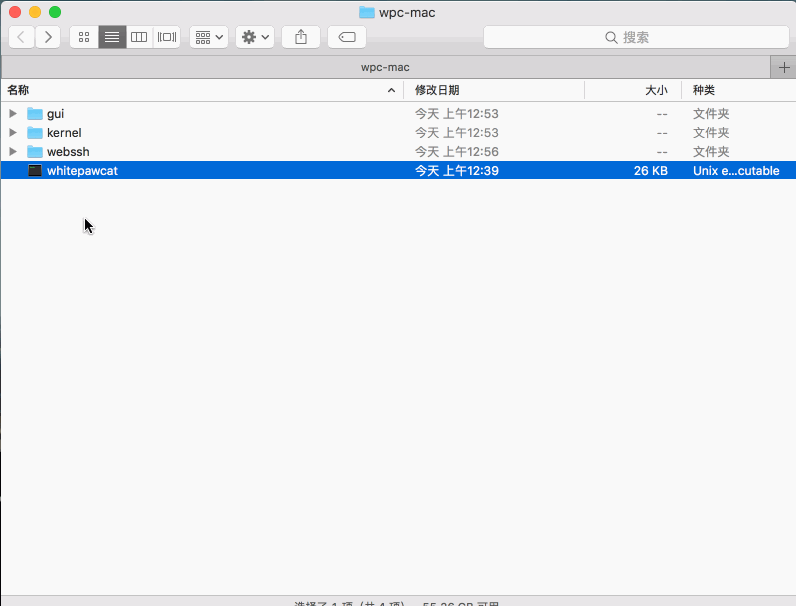 wpc-mac
搜索
wpc-mac
名称 修改日期 大小 种类
gui 今天 上午12:53 -- 文件夹
kernel 今天 上午12:53 -- 文件夹
webssh 今天 上午12:56 -- 文件夹
whitepawcat 今天 上午12:39 26 KB Unix e...cutable